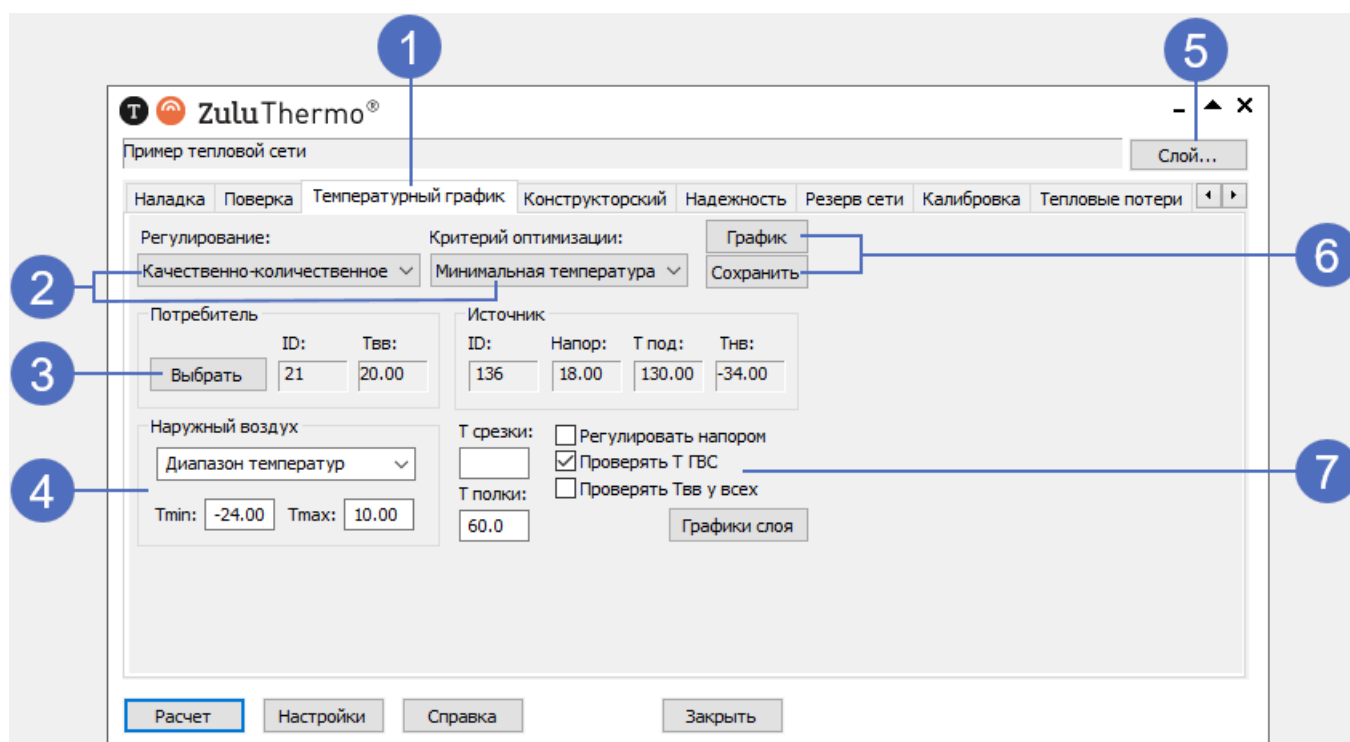 1
5
T ZuluThermo®
Пример тепловой сети
Слой...
Наладка Поверка Температурный график Конструкторский Надежность Резерв сети Калибровка Тепловые потери
Регулирование: Критерий оптимизации: График
Качественно-количественное Минимальная температура Сохранить
6
2
Потребитель Источник
ID: Твв: ID: Напор: Т под: Тнв:
3
Выбрать 21 20.00 136 18.00 130.00 -34.00
Наружный воздух Т срезки: Регулировать напором
Диапазон температур Проверять Т ГВС
4
7
Т полки: Проверять Твв у всех
Tmin: -24.00 Tmax: 10.00 60.0 Графики слоя
Расчет Настройки Справка Закрыть